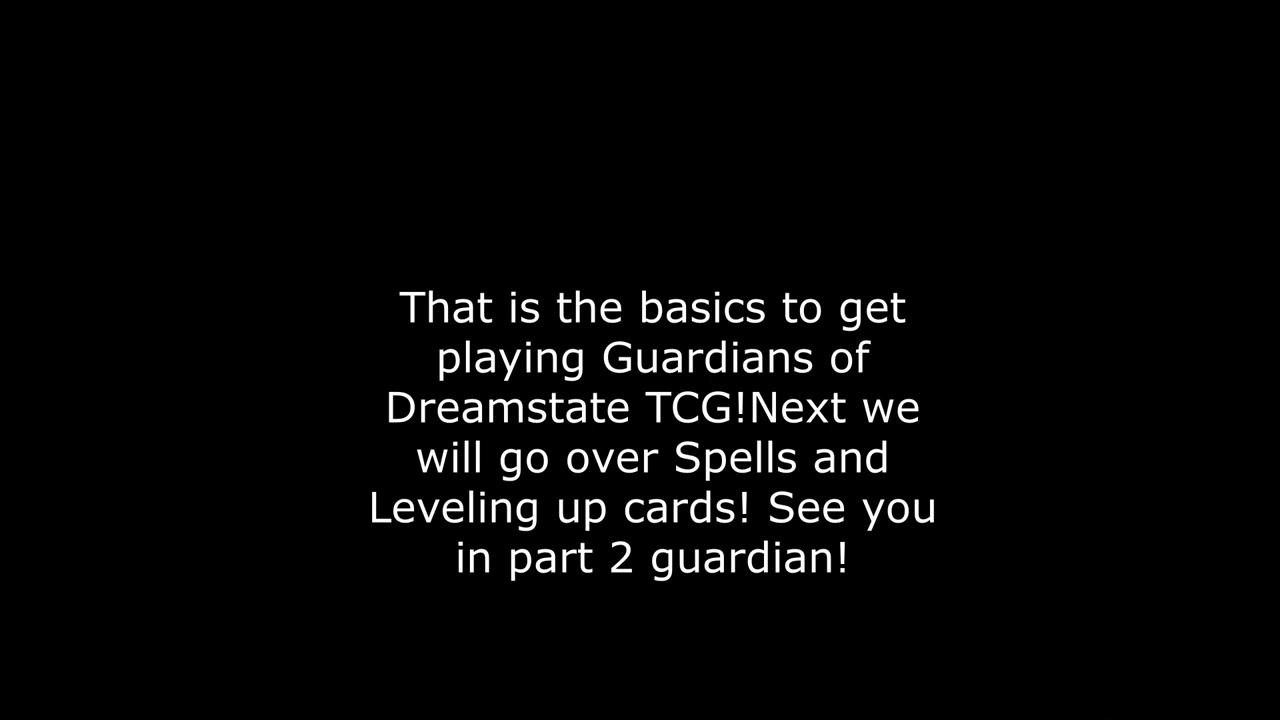 That is the basics to get
playing Guardians of
Dreamstate TCG!Next we
will go over Spells and
Leveling up cards! See you
in part 2 guardian!